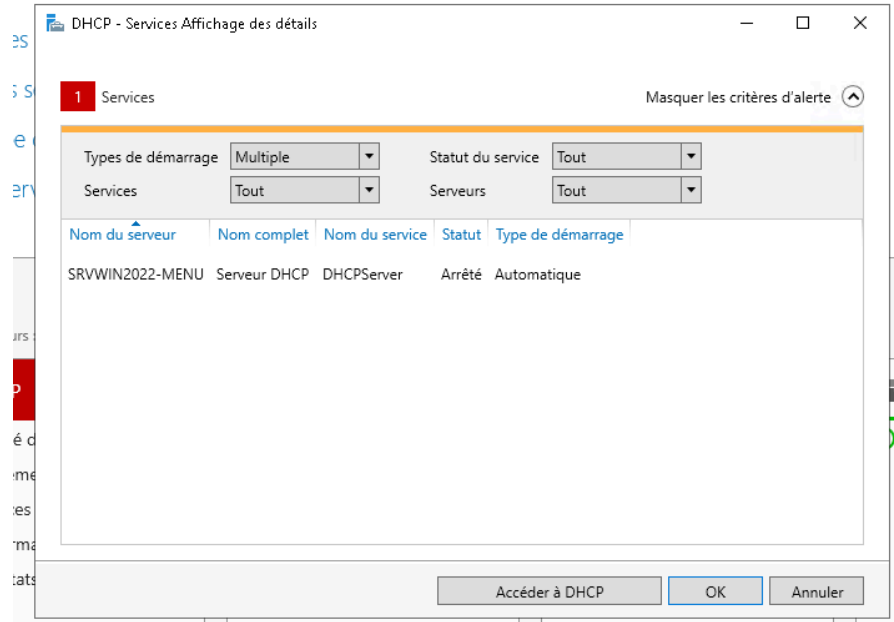 DHCP - Services Affichage des détails
1 Services Masquer les critères d'alerte
Types de démarrage Multiple Statut du service Tout
Services Tout Serveurs Tout
Nom du serveur Nom complet Nom du service Statut Type de démarrage
SRVWIN2022-MENU Serveur DHCP DHCPServer Arrêté Automatique
Accéder à DHCP OK Annuler